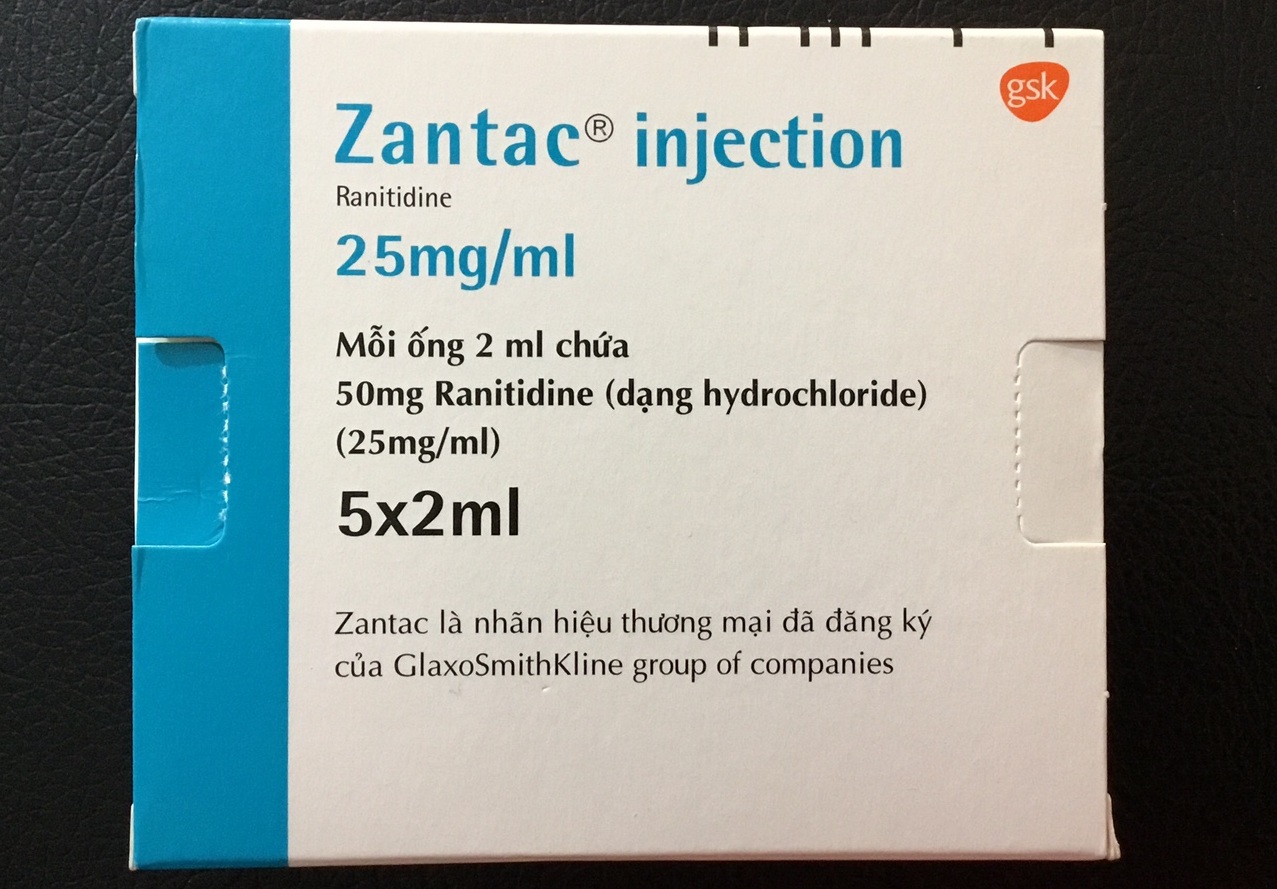 gsk
Zantac® injection
Ranitidine
25mg/ml
Mỗi ống 2 ml chứa
50mg Ranitidine (dạng hydrochloride)
(25mg/ml)
5x2ml
Zantac là nhãn hiệu thương mại đã đăng ký
của GlaxoSmithKline group of companies